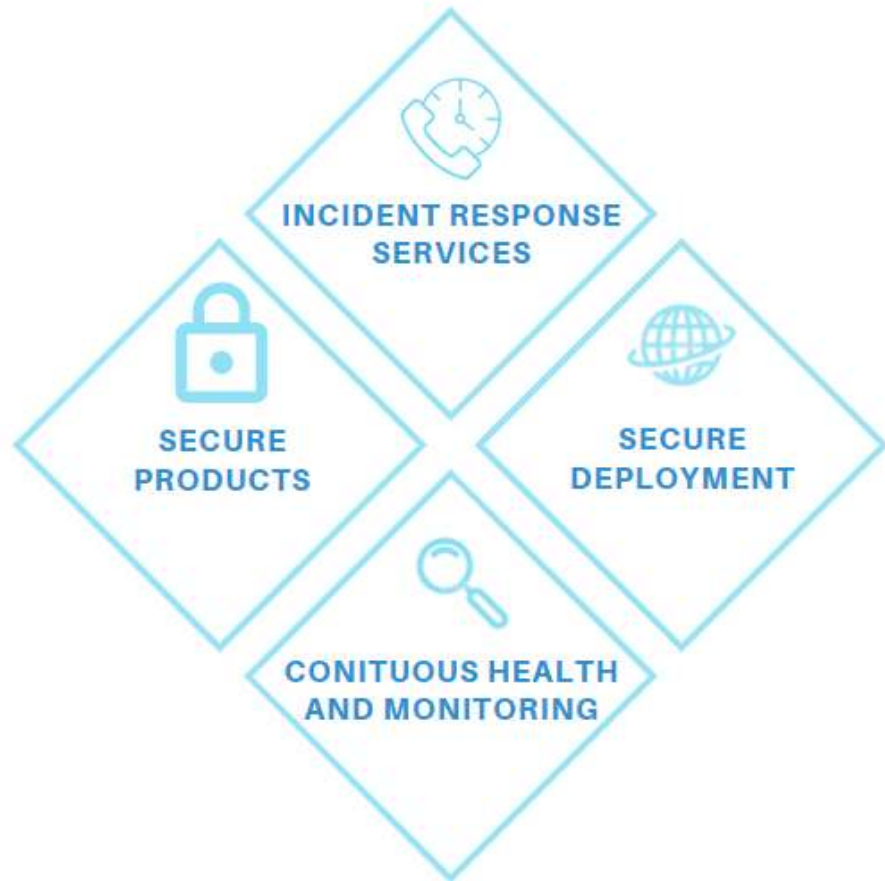 INCIDENT RESPONSE
SERVICES
SECURE
PRODUCTS
SECURE
DEPLOYMENT
CONITUOUS HEALTH
AND MONITORING